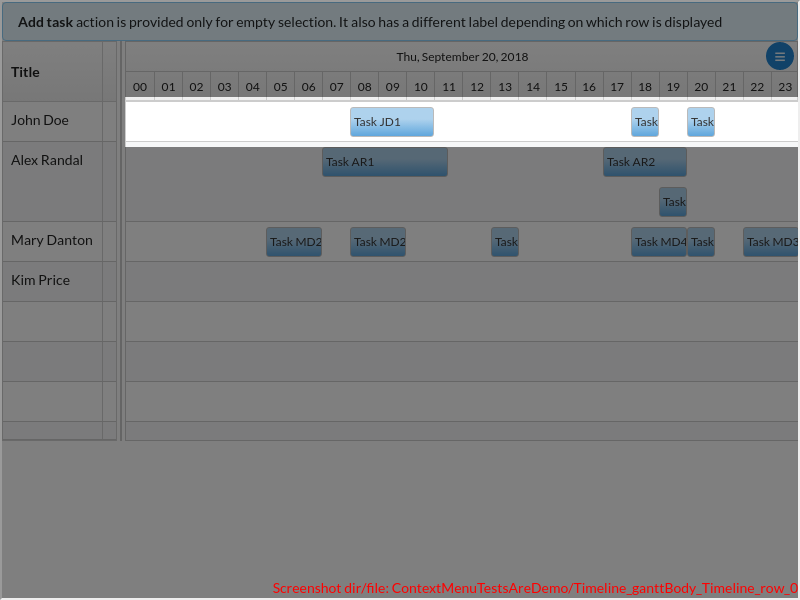 Add task action is provided only for empty selection. It also has a different label depending on which row is displayed
Title
Thu, September 20, 2018
00 01 02 03 04 05 06 07 08 09 10 11 12 13 14 15 16 17 18 19 20 21 22 23
John Doe
Task JD1 Task Task
Alex Randal
Task AR1 Task AR2
Task
Mary Danton
Task MD2 Task MD2 Task Task MD4 Task Task MD3
Kim Price
Screenshot dir/file: ContextMenuTestsAreDemo/Timeline_ganttBody_Timeline_row_0